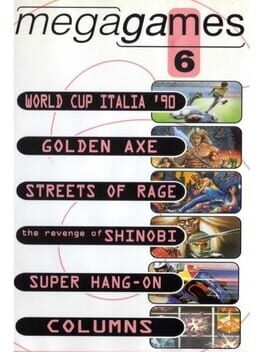 megagames
6
WORLD CUP ITALIA '90
GOLDEN AXE
STREETS OF RAGE
the revenge of SHINOBI
SUPER HANG-ON
COLUMNS